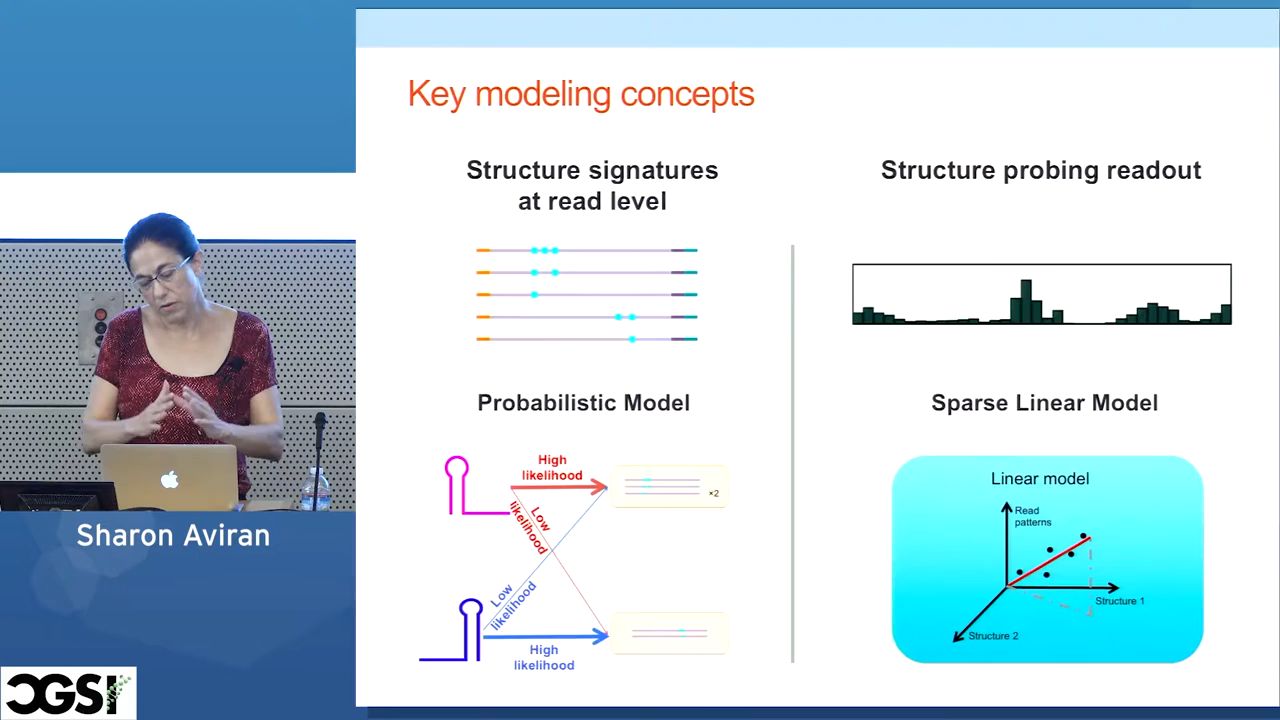 Key modeling concepts
Structure signatures
at read level
Structure probing readout
Probabilistic Model
Sparse Linear Model
High
likelihood
Low
likelihood
×2
Low
likelihood
High
likelihood
Linear model
Read
patterns
Structure 1
Structure 2
Sharon Aviran
CGSI